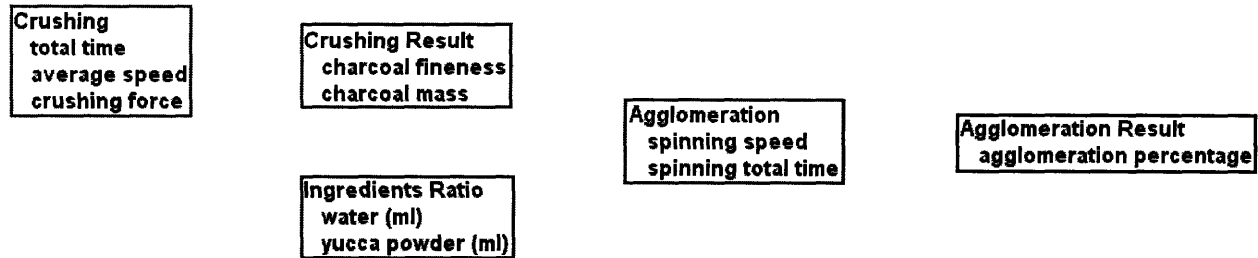 Crushing
total time
average speed
crushing force
Crushing Result
charcoal fineness
charcoal mass
Ingredients Ratio
water (ml)
yucca powder (ml)
Agglomeration
spinning speed
spinning total time
Agglomeration Result
agglomeration percentage